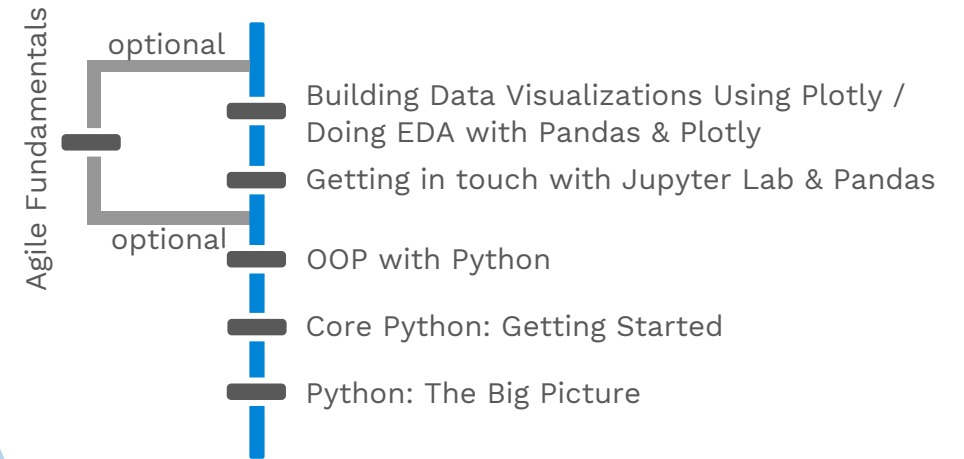 Agile Fundamentals
optional
Building Data Visualizations Using Plotly /
Doing EDA with Pandas & Plotly
Getting in touch with Jupyter Lab & Pandas
optional
OOP with Python
Core Python: Getting Started
Python: The Big Picture